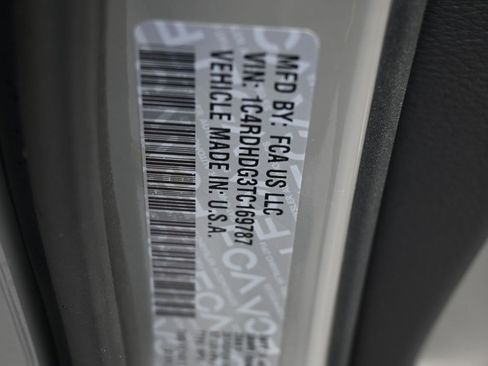 MFD BY: FCA US LLC
VIN: 1C4RDHDG3TC169787
VEHICLE MADE IN: U.S.A.